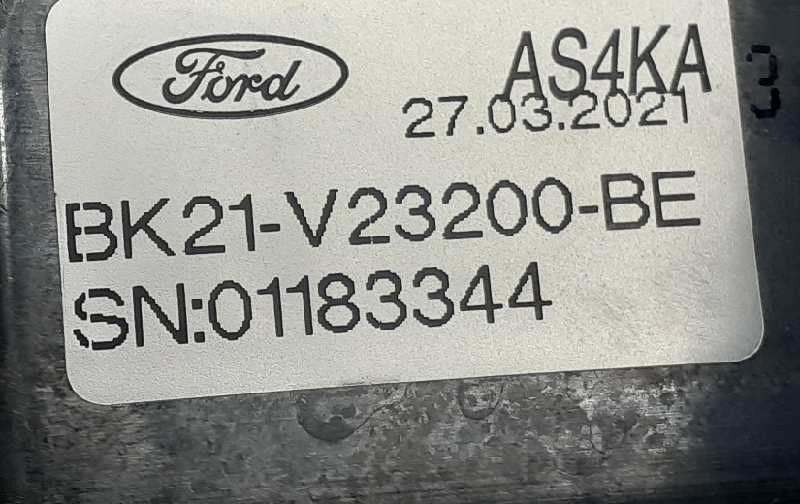 Ford
AS4KA
27.03.2021
BK21-V23200-BE
SN:01183344